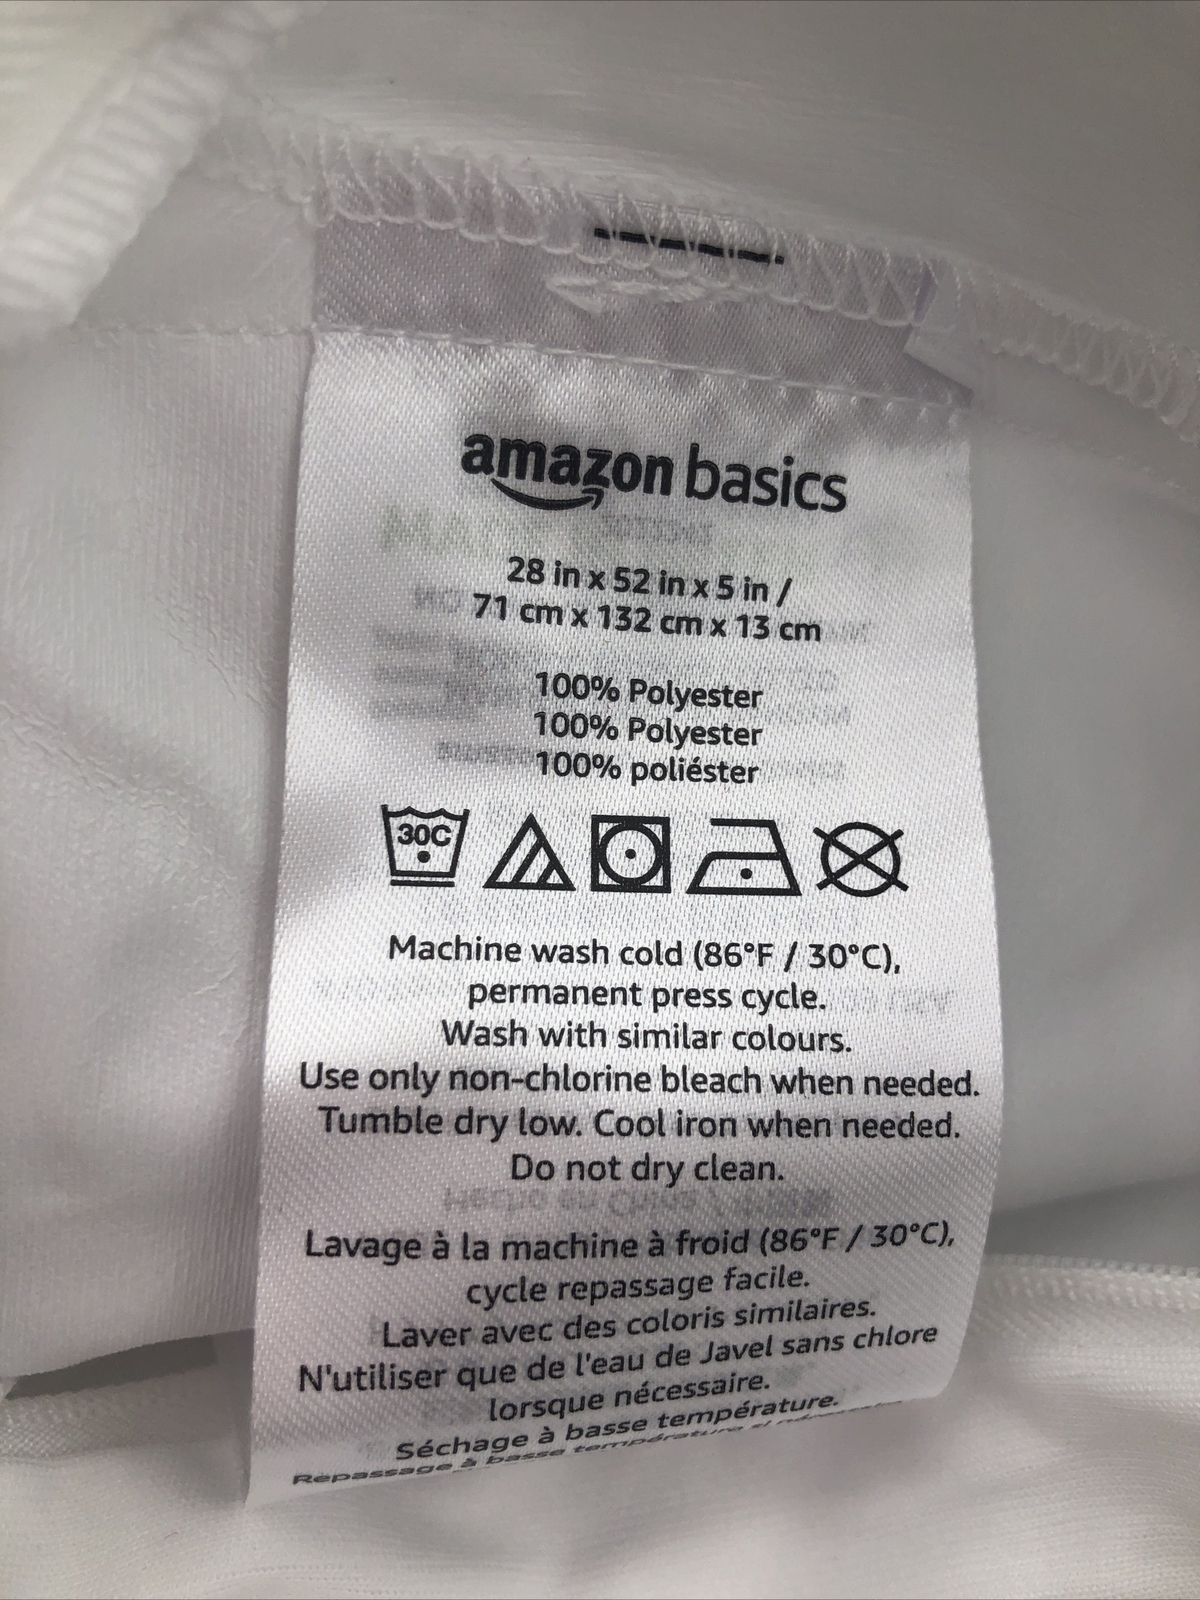 amazon basics
28 in x 52 in x 5 in /
71 cm x 132 cm x 13 cm
100% Polyester
100% Polyester
100% poliéster
30C
Machine wash cold (86°F / 30°C),
permanent press cycle.
Wash with similar colours.
Use only non-chlorine bleach when needed.
Tumble dry low. Cool iron when needed.
Do not dry clean.
Lavage à la machine à froid (86°F / 30°C),
cycle repassage facile.
Laver avec des coloris similaires.
N'utiliser que de l'eau de Javel sans chlore
lorsque nécessaire.
Séchage à basse température.
Repassage à basse température si